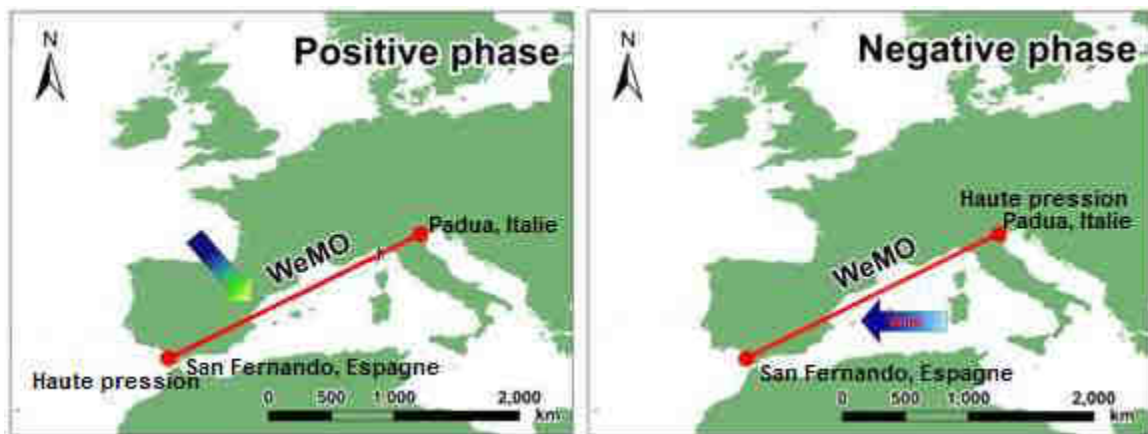 N
Positive phase
Padua, Italie
WeMO
San Fernando, Espagne
Haute pression
0 500 1 000 2,000
km
N
Negative phase
Haute pression
Padua, Italie
WeMO
San Fernando, Espagne
0 500 1:000 2,000
km